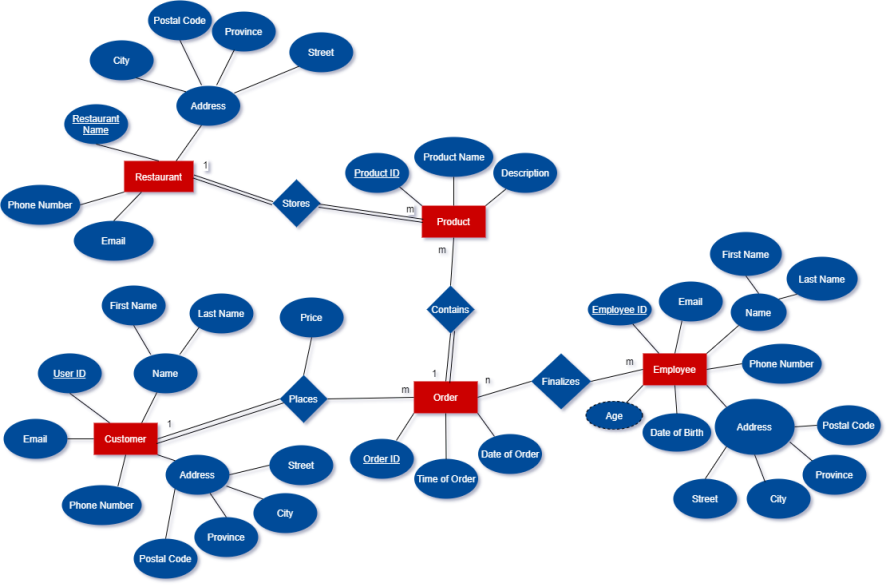 Postal Code
Province
Street
City
Address
Restaurant
Name
Restaurant
1
Phone Number
Email
Stores
m
Product ID
Product Name
Description
Product
m
Contains
1
First Name
Last Name
Name
User ID
Email
Customer
1
Phone Number
Address
Street
City
Province
Postal Code
Price
Places
m
Order
n
Order ID
Time of Order
Date of Order
Finalizes
m
Employee
Employee ID
Email
First Name
Last Name
Name
Phone Number
Age
Date of Birth
Address
Postal Code
Province
City
Street